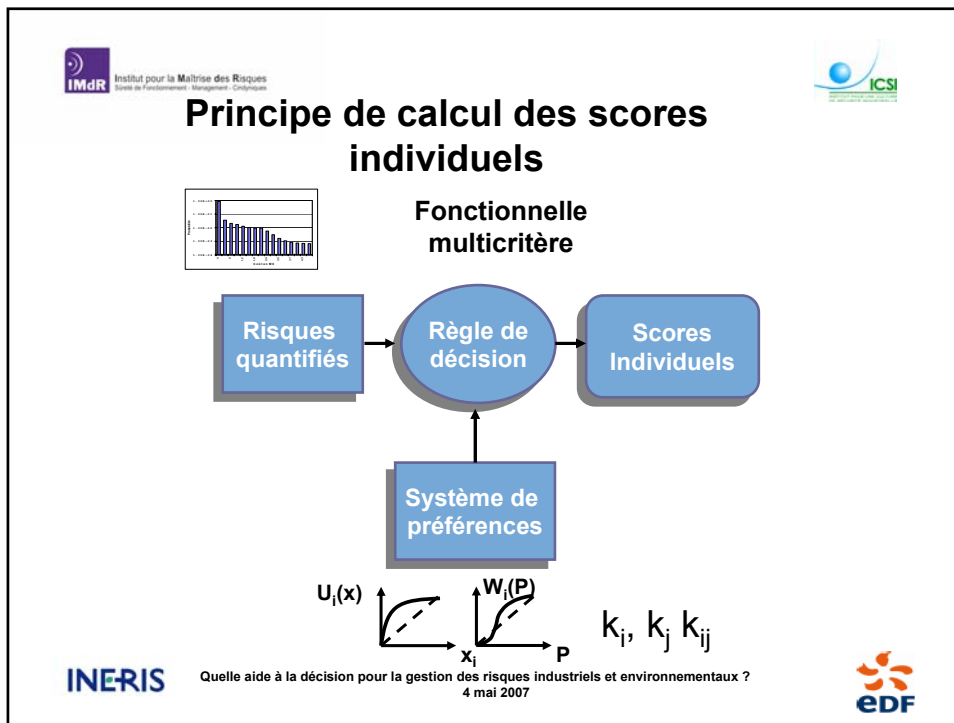 IMdR
Institut pour la Maîtrise des Risques
Sûreté de Fonctionnement - Management - Cindyniques
ICSI
Principe de calcul des scores
individuels
Fonctionnelle
multicritère
Risques
quantifiés
Règle de
décision
Scores
Individuels
Système de
préférences
Uᵢ(x)
xᵢ
Wᵢ(P)
P
kᵢ, kⱼ kᵢⱼ
INERIS
Quelle aide à la décision pour la gestion des risques industriels et environnementaux ?
4 mai 2007
eDF